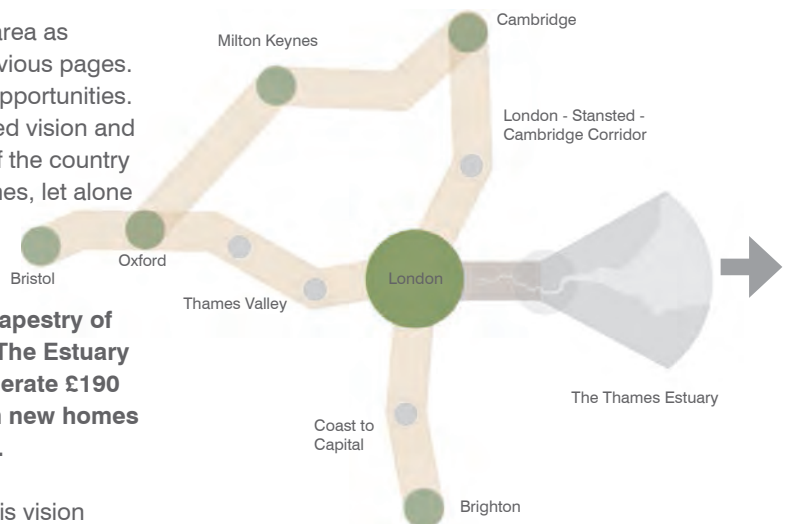 area as
vious pages.
pportunities.
ed vision and
f the country
nes, let alone
apestry of
The Estuary
erate £190
new homes
.
is vision
Cambridge
Milton Keynes
London - Stansted -
Cambridge Corridor
Oxford
Bristol
Thames Valley
London
The Thames Estuary
Coast to
Capital
Brighton